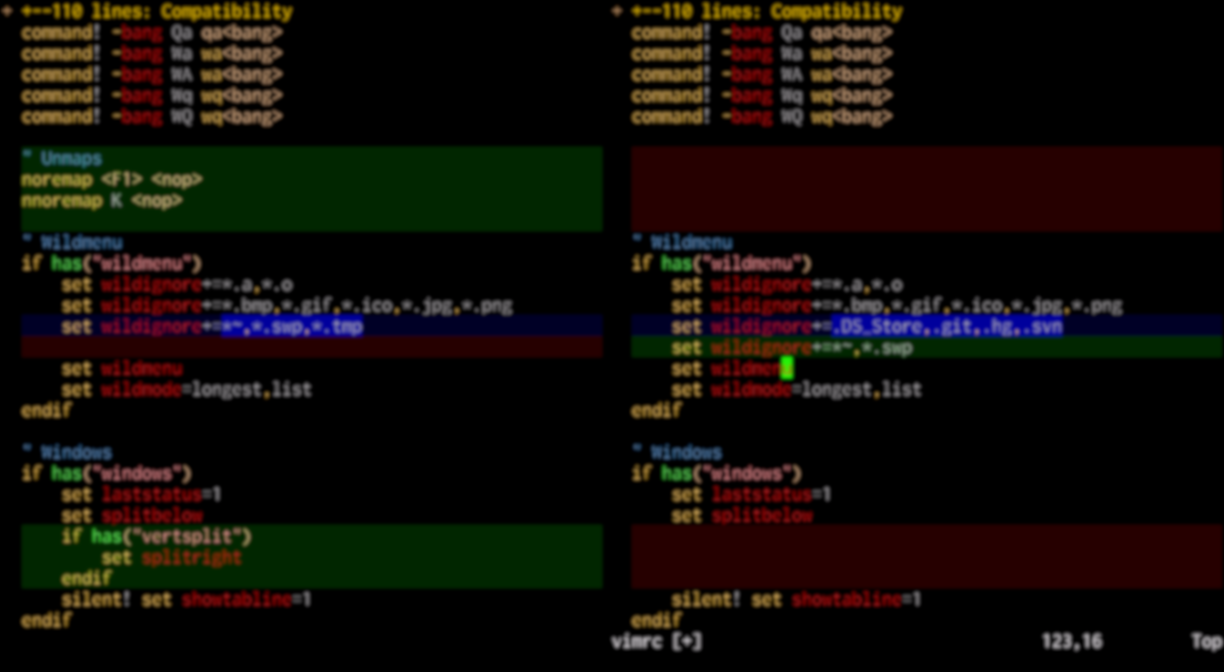 + +--110 lines: Compatibility
command! -bang Qa qa<bang>
command! -bang Wa wa<bang>
command! -bang WA wa<bang>
command! -bang Wq wq<bang>
command! -bang WQ wq<bang>
" Unmaps
noremap <F1> <nop>
nnoremap K <nop>
" Wildmenu
if has("wildmenu")
set wildignore+=*.a,*.o
set wildignore+=*.bmp,*.gif,*.ico,*.jpg,*.png
set wildignore+=*~,*.swp,*.tmp
set wildmenu
set wildmode=longest,list
endif
" Windows
if has("windows")
set laststatus=1
set splitbelow
if has("vertsplit")
set splitright
endif
silent! set showtabline=1
endif
+ +--110 lines: Compatibility
command! -bang Qa qa<bang>
command! -bang Wa wa<bang>
command! -bang WA wa<bang>
command! -bang Wq wq<bang>
command! -bang WQ wq<bang>
" Wildmenu
if has("wildmenu")
set wildignore+=*.a,*.o
set wildignore+=*.bmp,*.gif,*.ico,*.jpg,*.png
set wildignore+=.DS_Store,.git,.hg,.svn
set wildignore+=*~,*.swp
set wildmenu
set wildmode=longest,list
endif
" Windows
if has("windows")
set laststatus=1
set splitbelow
silent! set showtabline=1
endif
vimrc [+] 123,16 Top